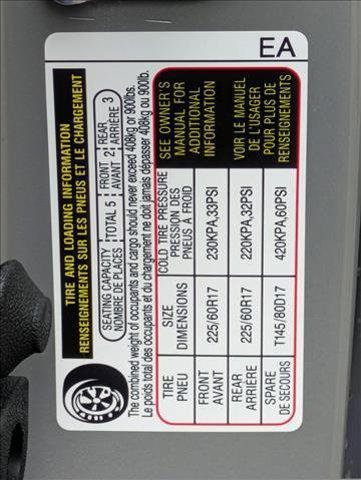 EA
TIRE AND LOADING INFORMATION
RENSEIGNEMENTS SUR LES PNEUS ET LE CHARGEMENT
SEATING CAPACITY
NOMBRE DE PLACES
TOTAL 5
FRONT
AVANT
2
REAR
ARRIÈRE
3
The combined weight of occupants and cargo should never exceed 408kg or 900lbs.
Le poids total des occupants et du chargement ne doit jamais dépasser 408kg ou 900lb.
TIRE
PNEU
SIZE
DIMENSIONS
COLD TIRE PRESSURE
PRESSION DES
PNEUS A FROID
SEE OWNER'S
MANUAL FOR
ADDITIONAL
INFORMATION
FRONT
AVANT
225/60R17
230KPA,33PSI
REAR
ARRIÈRE
225/60R17
220KPA,32PSI
VOIR LE MANUEL
DE L'USAGER
POUR PLUS DE
RENSEIGNEMENTS
SPARE
DE SECOURS
T145/80D17
420KPA,60PSI